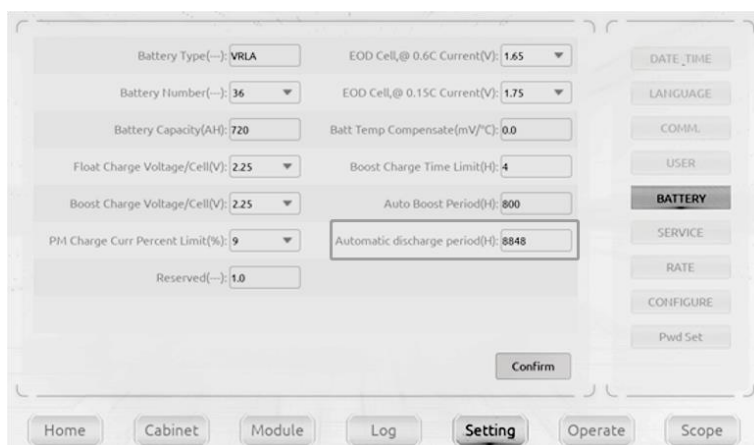 Battery Type(---): VRLA
EOD Cell,@ 0.6C Current(V): 1.65
Battery Number(---): 36
EOD Cell,@ 0.15C Current(V): 1.75
Battery Capacity(AH): 720
Batt Temp Compensate(mV/°C): 0.0
Float Charge Voltage/Cell(V): 2.25
Boost Charge Time Limit(H): 4
Boost Charge Voltage/Cell(V): 2.25
Auto Boost Period(H): 800
PM Charge Curr Percent Limit(%): 9
Automatic discharge period(H): 8848
Reserved(---): 1.0
Confirm
DATE_TIME
LANGUAGE
COMM.
USER
BATTERY
SERVICE
RATE
CONFIGURE
Pwd Set
Home Cabinet Module Log Setting Operate Scope